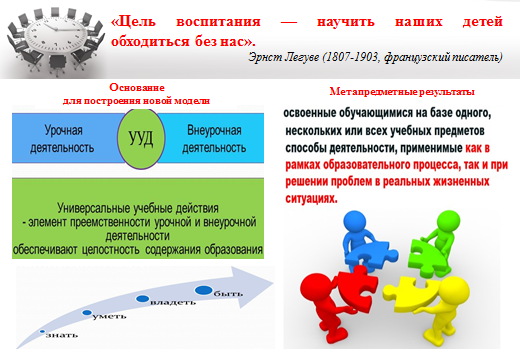 «Цель воспитания — научить наших детей
обходиться без нас».
Эрнст Легуве (1807-1903, французский писатель)
Основание
для построения новой модели
Урочная
деятельность
УУД
Внеурочная
деятельность
Универсальные учебные действия
- элемент преемственности урочной и внеурочной
деятельности
обеспечивают целостность содержания образования
знать
уметь
владеть
быть
Метапредметные результаты
освоенные обучающимися на базе одного,
нескольких или всех учебных предметов
способы деятельности, применимые как в
рамках образовательного процесса, так и при
решении проблем в реальных жизненных
ситуациях.